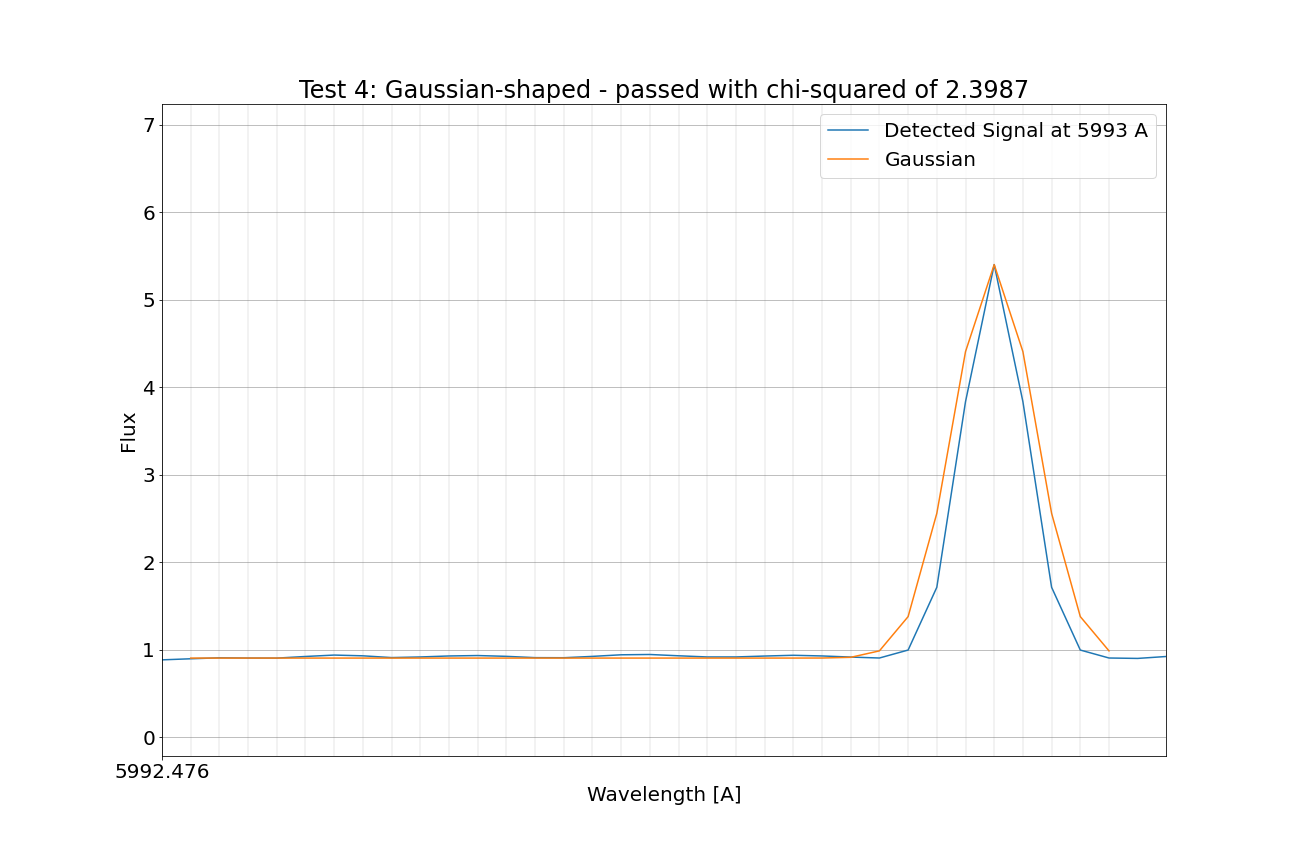 Test 4: Gaussian-shaped - passed with chi-squared of 2.3987
Detected Signal at 5993 A
Gaussian
7
6
5
4
3
2
1
0
Flux
5992.476
Wavelength [A]